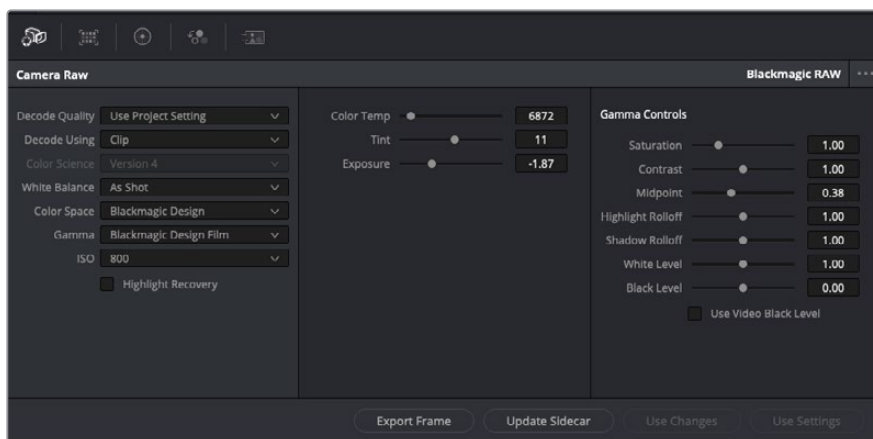 Camera Raw
Blackmagic RAW
Decode Quality Use Project Setting
Decode Using Clip
Color Science Version 4
White Balance As Shot
Color Space Blackmagic Design
Gamma Blackmagic Design Film
ISO 800
Highlight Recovery
Color Temp 6872
Tint 11
Exposure -1.87
Gamma Controls
Saturation 1.00
Contrast 1.00
Midpoint 0.38
Highlight Rolloff 1.00
Shadow Rolloff 1.00
White Level 1.00
Black Level 0.00
Use Video Black Level
Export Frame
Update Sidecar
Use Changes
Use Settings